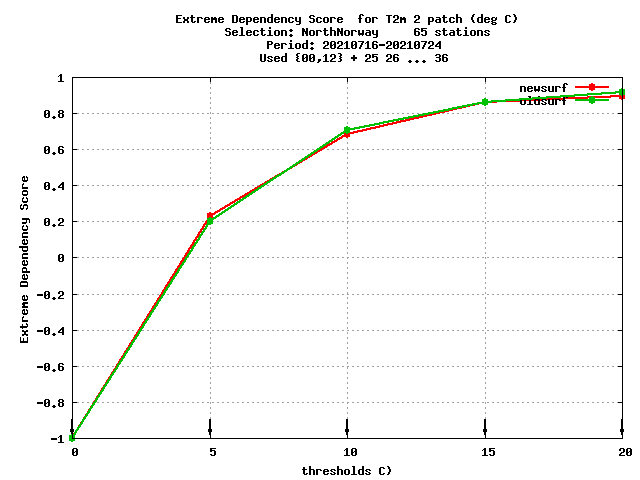 Extreme Dependency Score  for T2m 2 patch (deg C)
Selection: NorthNorway     65 stations
Period: 20210716-20210724
Used {00,12} + 25 26 ... 36
1
0.8
0.6
0.4
0.2
0
-0.2
-0.4
-0.6
-0.8
-1
Extreme Dependency Score
newsurf
oldsurf
0 5 10 15 20
thresholds C)